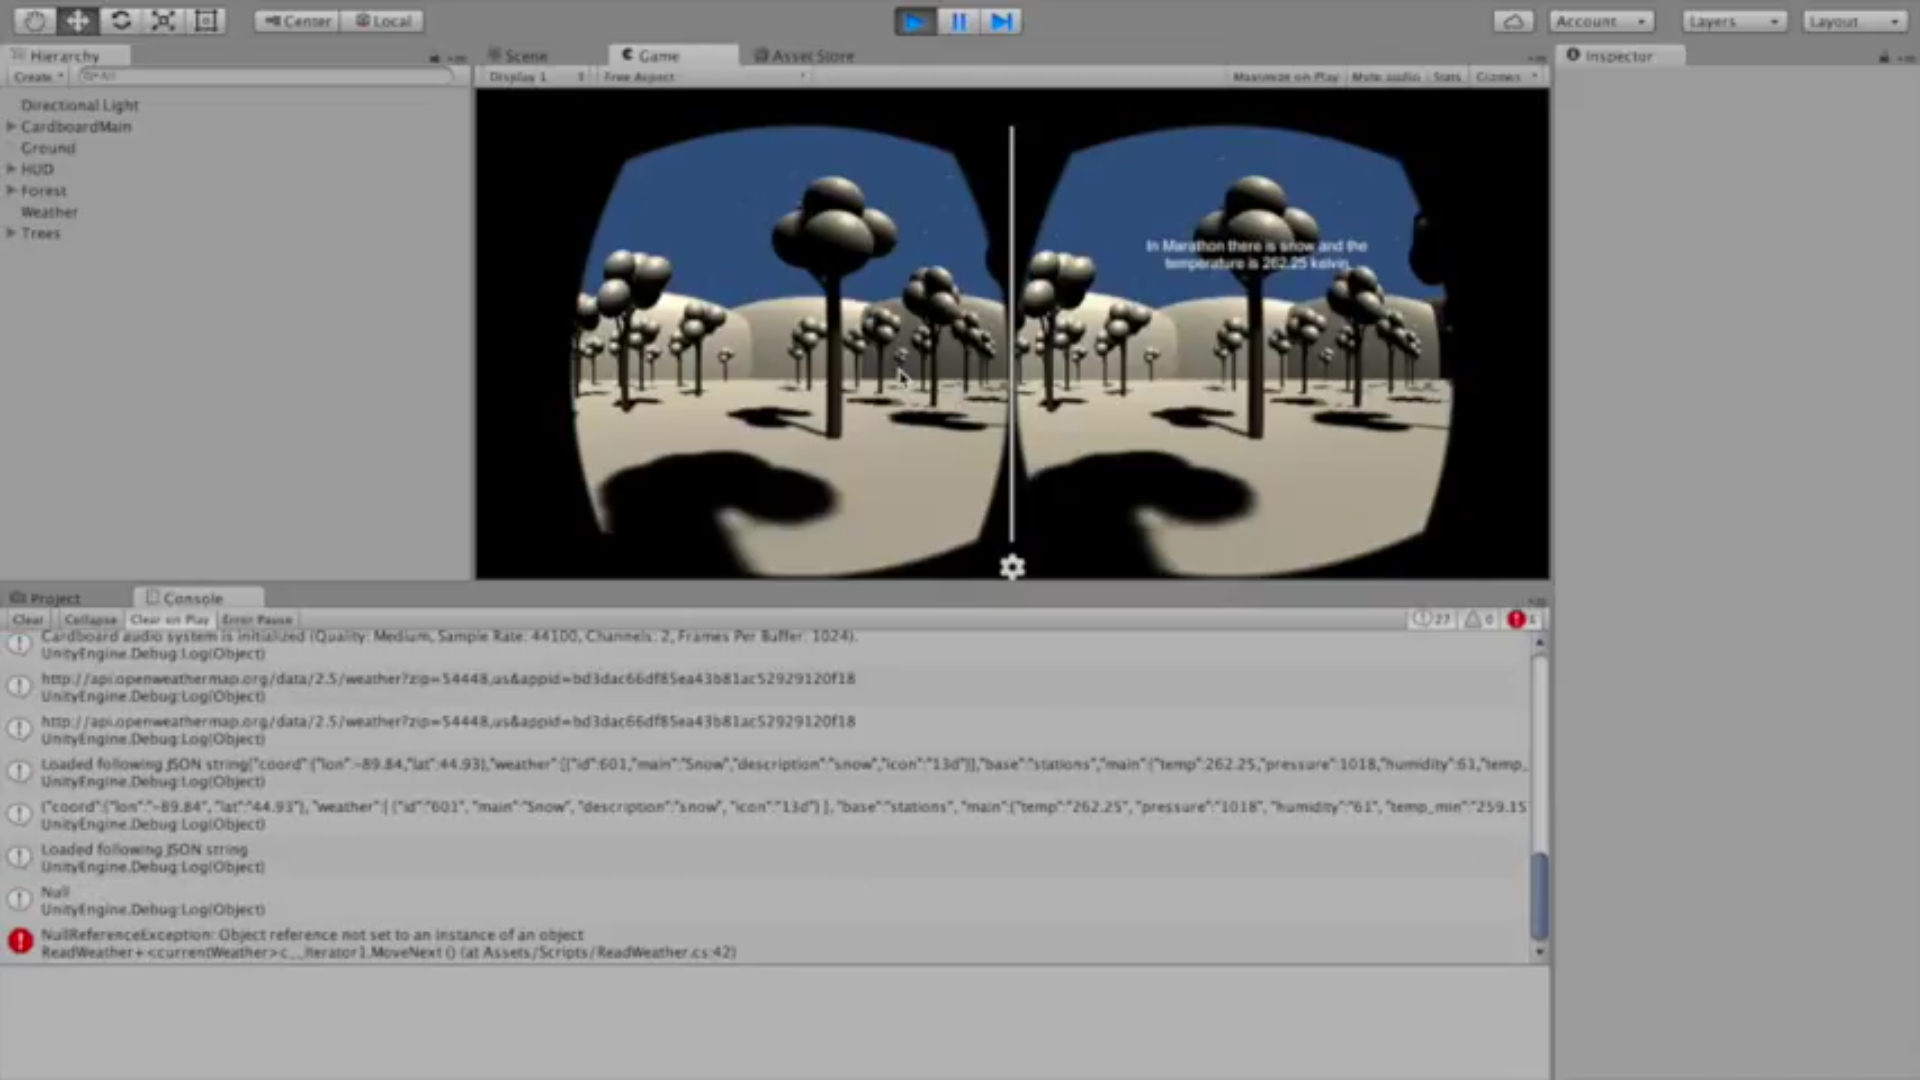 Center
Local
Account
Layers
Layout
Hierarchy
Create
All
Directional Light
CardboardMain
Ground
HUD
Forest
Weather
Trees
Scene
Game
Asset Store
Display 1
Free Aspect
Maximize on Play
Mute audio
Stats
Gizmos
In Marathon there is snow and the
temperature is 262.25 kelvin.
Inspector
Project
Console
Clear
Collapse
Clear on Play
Error Pause
27
0
Cardboard audio system is initialized (Quality: Medium, Sample Rate: 44100, Channels: 2, Frames Per Buffer: 1024).
UnityEngine.Debug:Log(Object)
http://api.openweathermap.org/data/2.5/weather?zip=54448,us&appid=bd3dac66df85ea43b81ac52929120f18
UnityEngine.Debug:Log(Object)
http://api.openweathermap.org/data/2.5/weather?zip=54448,us&appid=bd3dac66df85ea43b81ac52929120f18
UnityEngine.Debug:Log(Object)
Loaded following JSON string{"coord":{"lon":-89.84,"lat":44.93},"weather":[{"id":601,"main":"Snow","description":"snow","icon":"13d"}],"base":"stations","main":{"temp":262.25,"pressure":1018,"humidity":61,"temp_
UnityEngine.Debug:Log(Object)
{"coord":{"lon":"-89.84", "lat":"44.93"}, "weather":[ {"id":"601", "main":"Snow", "description":"snow", "icon":"13d"} ], "base":"stations", "main":{"temp":"262.25", "pressure":"1018", "humidity":"61", "temp_min":"259.15
UnityEngine.Debug:Log(Object)
Loaded following JSON string
UnityEngine.Debug:Log(Object)
Null
UnityEngine.Debug:Log(Object)
NullReferenceException: Object reference not set to an instance of an object
ReadWeather+<currentWeather>c__Iterator1.MoveNext () (at Assets/Scripts/ReadWeather.cs:42)